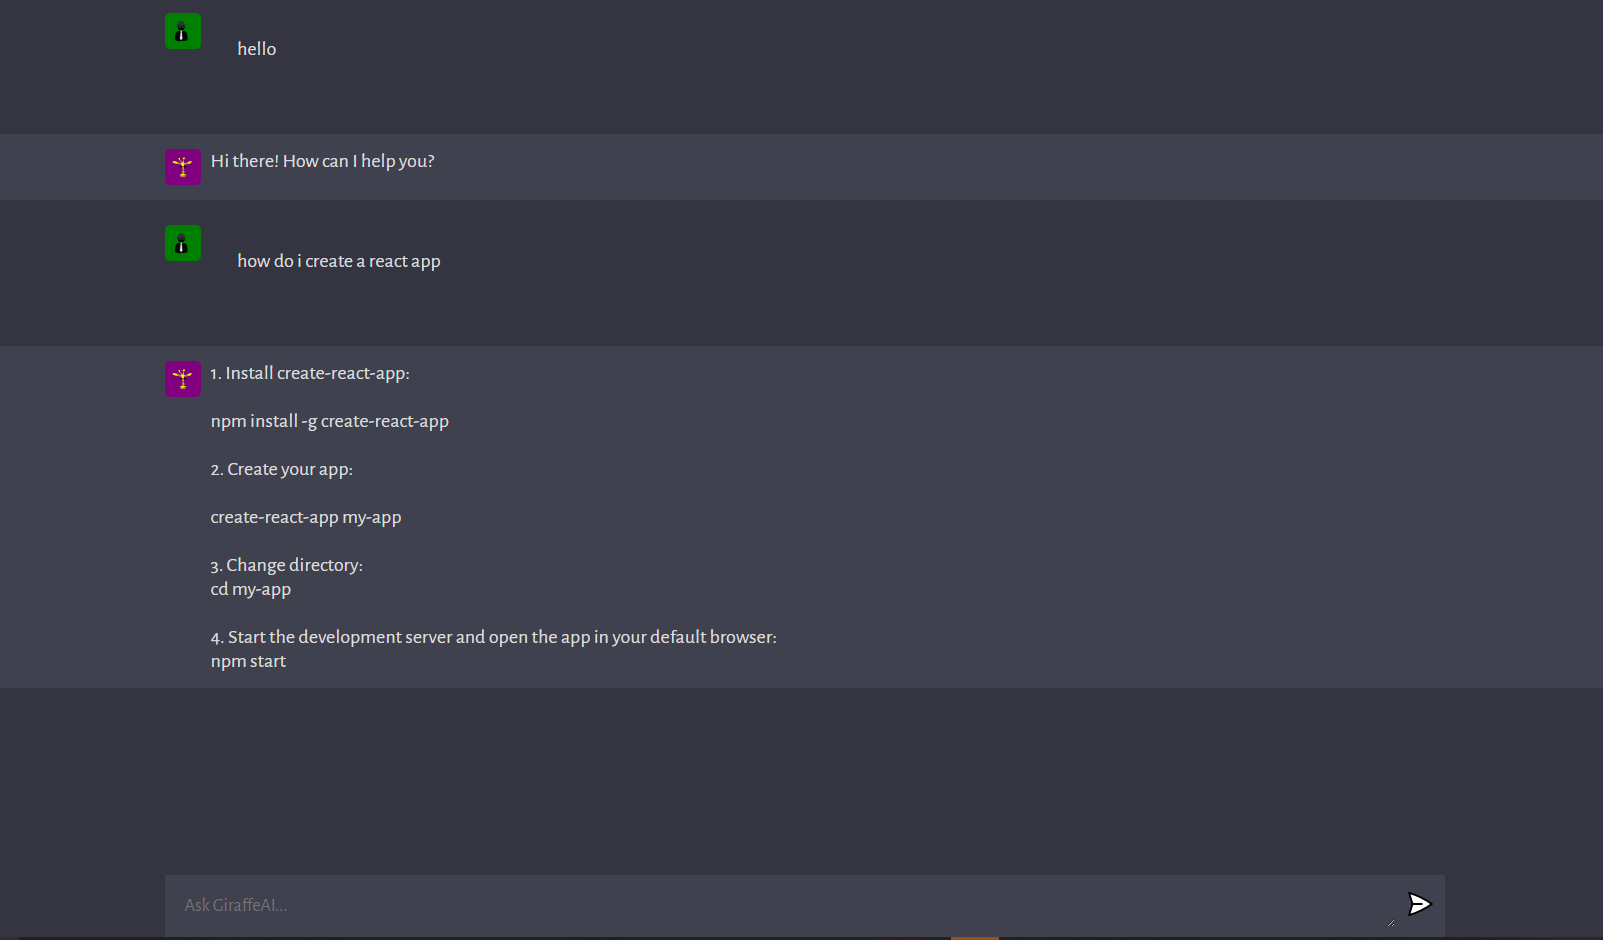 hello
Hi there! How can I help you?
how do i create a react app
1. Install create-react-app:
npm install -g create-react-app
2. Create your app:
create-react-app my-app
3. Change directory:
cd my-app
4. Start the development server and open the app in your default browser:
npm start
Ask GiraffeAI...